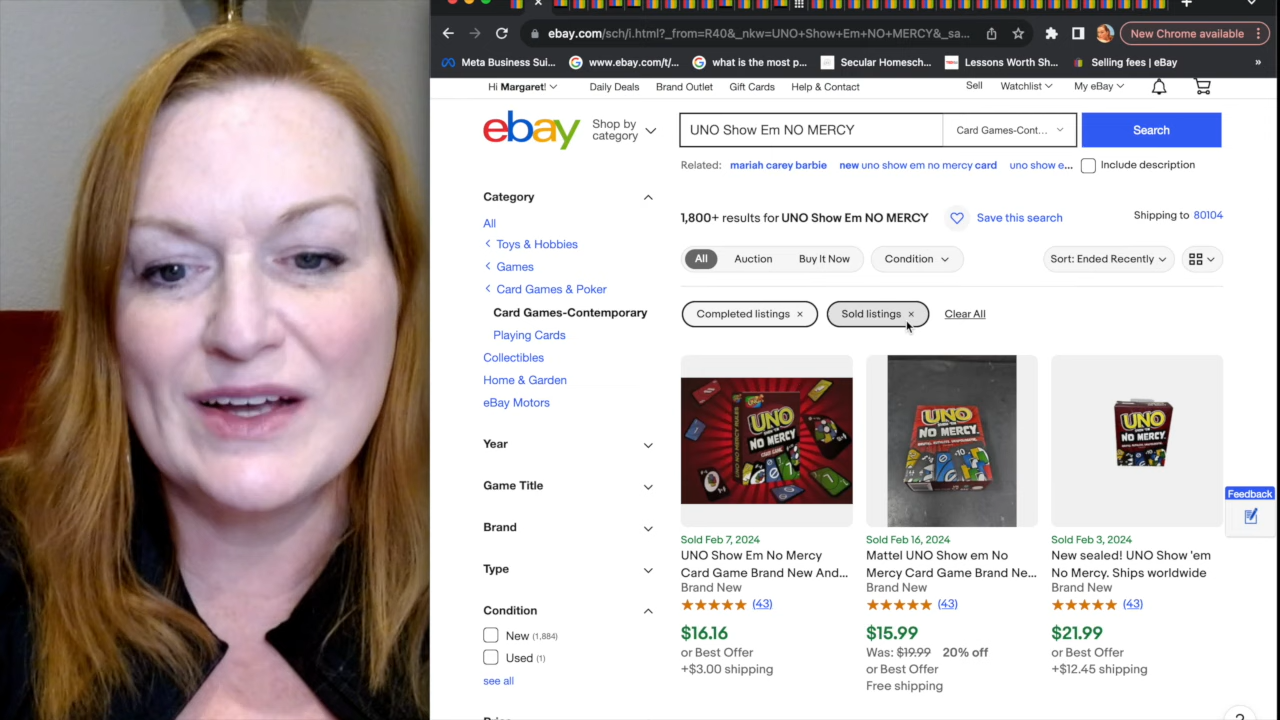 ebay.com/sch/i.html?_from=R40&_nkw=UNO+Show+Em+NO+MERCY&_sa...
New Chrome available
Meta Business Sui...
www.ebay.com/t/...
what is the most p...
Secular Homesch...
Lessons Worth Sh...
Selling fees | eBay
»
Hi Margaret!
Daily Deals
Brand Outlet
Gift Cards
Help & Contact
Sell
Watchlist
My eBay
ebay
Shop by
category
UNO Show Em NO MERCY
Card Games-Cont...
Search
Related:
mariah carey barbie
new uno show em no mercy card
uno show e...
Include description
1,800+ results for UNO Show Em NO MERCY
Save this search
Shipping to 80104
All
Auction
Buy It Now
Condition
Sort: Ended Recently
Completed listings ×
Sold listings ×
Clear All
Category
All
Toys & Hobbies
Games
Card Games & Poker
Card Games-Contemporary
Playing Cards
Collectibles
Home & Garden
eBay Motors
Year
Game Title
Brand
Type
Condition
New (1,884)
Used (1)
see all
UNO
NO MERCY
Sold Feb 7, 2024
UNO Show Em No Mercy
Card Game Brand New And...
Brand New
(43)
$16.16
or Best Offer
+$3.00 shipping
UNO
NO MERCY
Sold Feb 16, 2024
Mattel UNO Show em No
Mercy Card Game Brand Ne...
Brand New
(43)
$15.99
Was: $19.99 20% off
or Best Offer
Free shipping
UNO
NO MERCY
Sold Feb 3, 2024
New sealed! UNO Show 'em
No Mercy. Ships worldwide
Brand New
(43)
$21.99
or Best Offer
+$12.45 shipping
Feedback
?